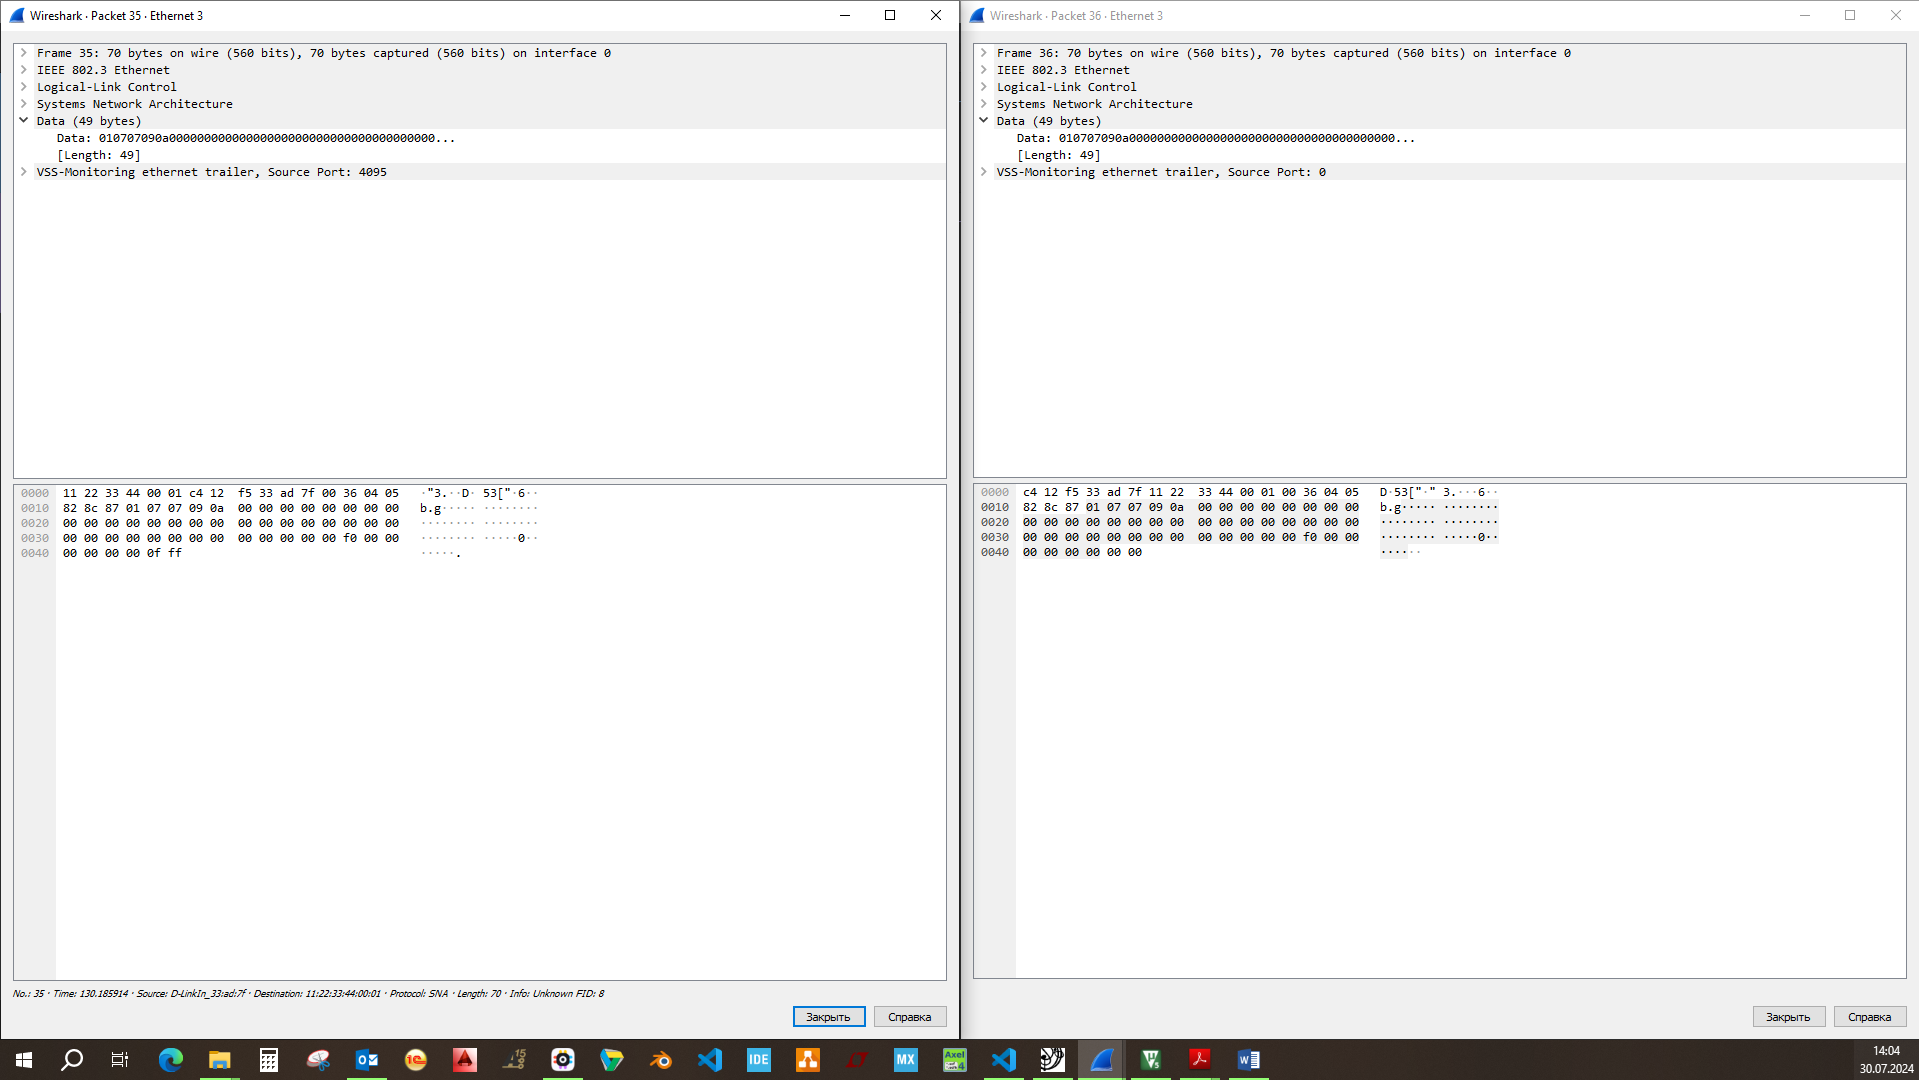 Wireshark · Packet 35 · Ethernet 3
Frame 35: 70 bytes on wire (560 bits), 70 bytes captured (560 bits) on interface 0
IEEE 802.3 Ethernet
Logical-Link Control
Systems Network Architecture
Data (49 bytes)
Data: 010707090a00000000000000000000000000000000000000...
[Length: 49]
VSS-Monitoring ethernet trailer, Source Port: 4095
0000 11 22 33 44 00 01 c4 12 f5 33 ad 7f 00 36 04 05 ·"3.··D· 53["·6··
0010 82 8c 87 01 07 07 09 0a 00 00 00 00 00 00 00 00 b.g····· ········
0020 00 00 00 00 00 00 00 00 00 00 00 00 00 00 00 00 ········ ········
0030 00 00 00 00 00 00 00 00 00 00 00 00 00 f0 00 00 ········ ·····0··
0040 00 00 00 00 0f ff ·····.
No.: 35 · Time: 130.185914 · Source: D-LinkIn_33:ad:7f · Destination: 11:22:33:44:00:01 · Protocol: SNA · Length: 70 · Info: Unknown FID: 8
Закрыть
Справка
Wireshark · Packet 36 · Ethernet 3
Frame 36: 70 bytes on wire (560 bits), 70 bytes captured (560 bits) on interface 0
IEEE 802.3 Ethernet
Logical-Link Control
Systems Network Architecture
Data (49 bytes)
Data: 010707090a00000000000000000000000000000000000000...
[Length: 49]
VSS-Monitoring ethernet trailer, Source Port: 0
0000 c4 12 f5 33 ad 7f 11 22 33 44 00 01 00 36 04 05 D·53["·" 3.···6··
0010 82 8c 87 01 07 07 09 0a 00 00 00 00 00 00 00 00 b.g····· ········
0020 00 00 00 00 00 00 00 00 00 00 00 00 00 00 00 00 ········ ········
0030 00 00 00 00 00 00 00 00 00 00 00 00 00 f0 00 00 ········ ·····0··
0040 00 00 00 00 00 00 ······
Закрыть
Справка
IDE
MX
Axel
14:04
30.07.2024